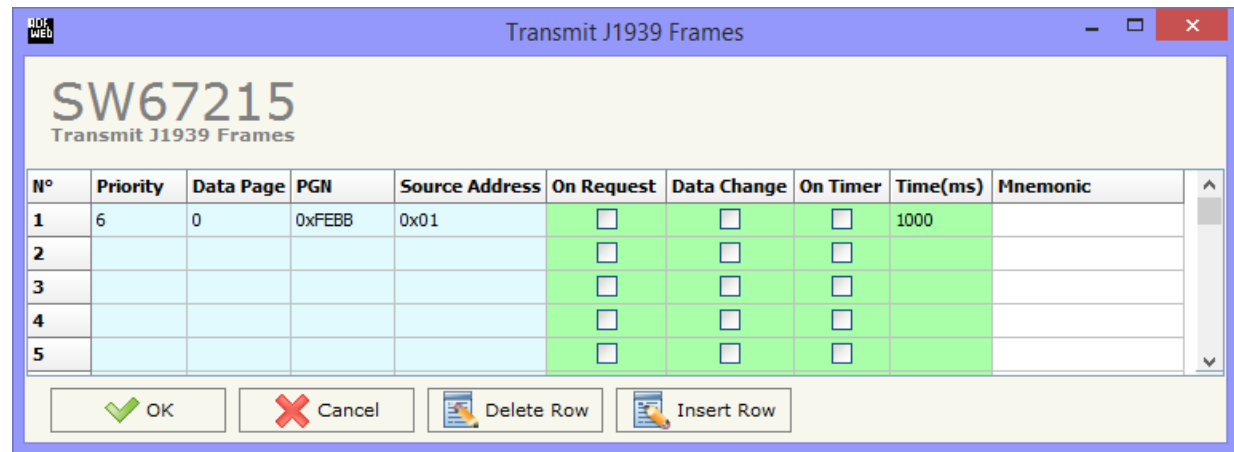 ADF
WEB
Transmit J1939 Frames
SW67215
Transmit J1939 Frames
N° Priority Data Page PGN Source Address On Request Data Change On Timer Time(ms) Mnemonic
1 6 0 0xFEBB 0x01 1000
2
3
4
5
OK Cancel Delete Row Insert Row